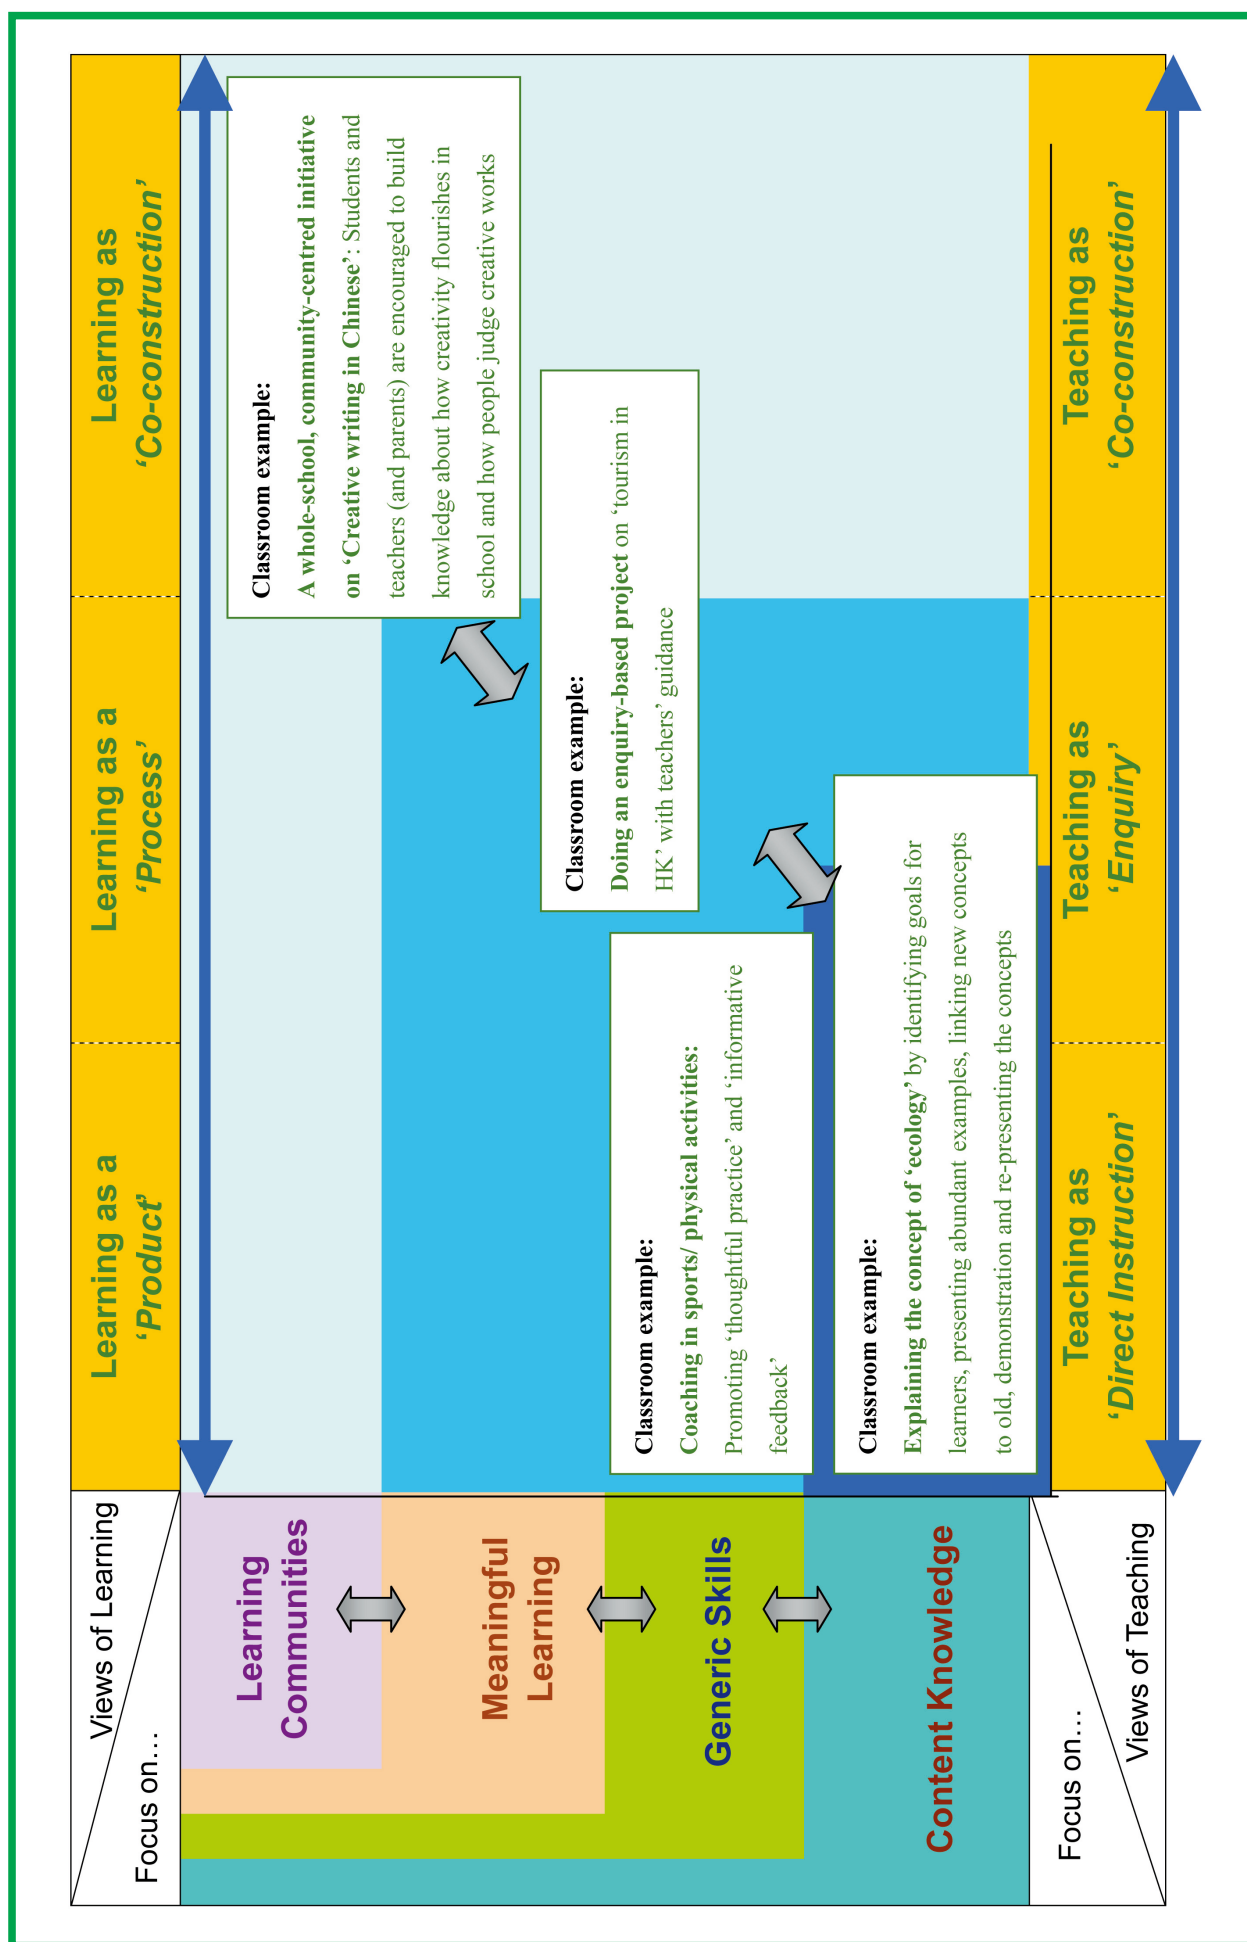 Views of Learning
Focus on…
Learning as a
‘Product’
Learning as a
‘Process’
Learning as
‘Co-construction’
Learning
Communities
Meaningful
Learning
Generic Skills
Content Knowledge
Classroom example:
A whole-school, community-centred initiative
on ‘Creative writing in Chinese’: Students and
teachers (and parents) are encouraged to build
knowledge about how creativity flourishes in
school and how people judge creative works
Classroom example:
Doing an enquiry-based project on ‘tourism in
HK’ with teachers’ guidance
Classroom example:
Coaching in sports/ physical activities:
Promoting ‘thoughtful practice’ and ‘informative
feedback’
Classroom example:
Explaining the concept of ‘ecology’ by identifying goals for
learners, presenting abundant examples, linking new concepts
to old, demonstration and re-presenting the concepts
Focus on…
Views of Teaching
Teaching as
‘Direct Instruction’
Teaching as
‘Enquiry’
Teaching as
‘Co-construction’